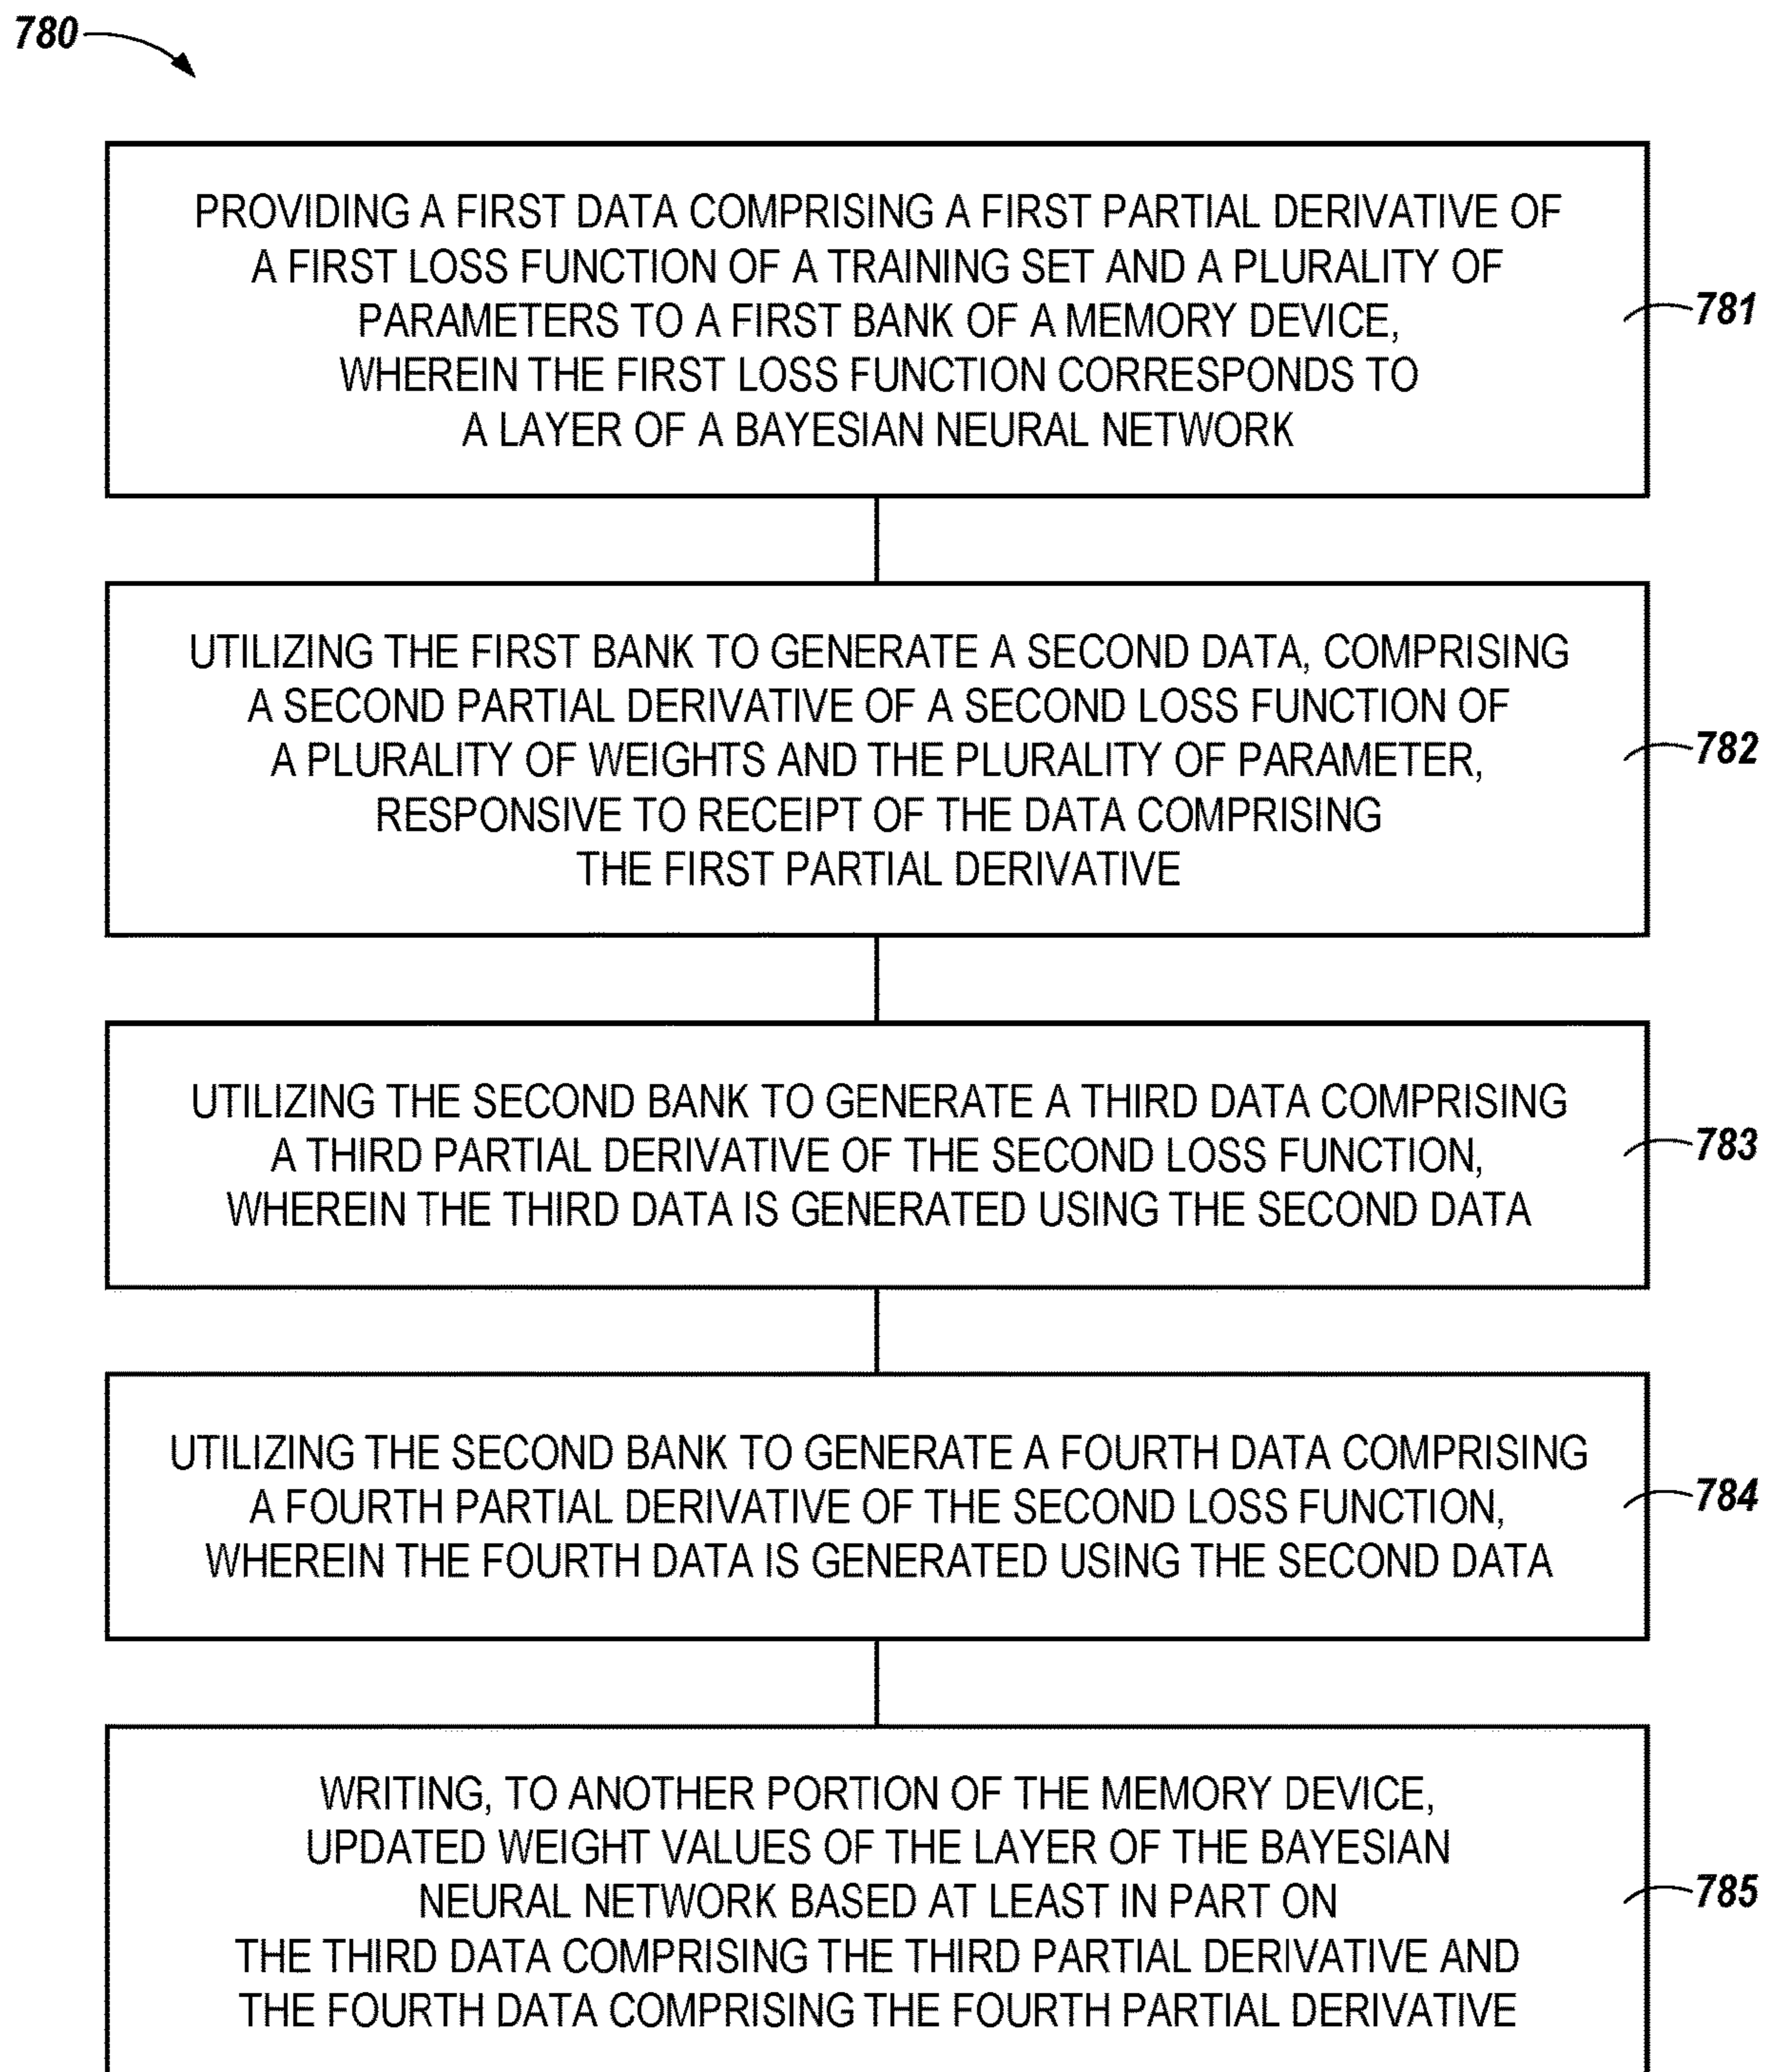 780
PROVIDING A FIRST DATA COMPRISING A FIRST PARTIAL DERIVATIVE OF
A FIRST LOSS FUNCTION OF A TRAINING SET AND A PLURALITY OF
PARAMETERS TO A FIRST BANK OF A MEMORY DEVICE,
WHEREIN THE FIRST LOSS FUNCTION CORRESPONDS TO
A LAYER OF A BAYESIAN NEURAL NETWORK
781
UTILIZING THE FIRST BANK TO GENERATE A SECOND DATA, COMPRISING
A SECOND PARTIAL DERIVATIVE OF A SECOND LOSS FUNCTION OF
A PLURALITY OF WEIGHTS AND THE PLURALITY OF PARAMETER,
RESPONSIVE TO RECEIPT OF THE DATA COMPRISING
THE FIRST PARTIAL DERIVATIVE
782
UTILIZING THE SECOND BANK TO GENERATE A THIRD DATA COMPRISING
A THIRD PARTIAL DERIVATIVE OF THE SECOND LOSS FUNCTION,
WHEREIN THE THIRD DATA IS GENERATED USING THE SECOND DATA
783
UTILIZING THE SECOND BANK TO GENERATE A FOURTH DATA COMPRISING
A FOURTH PARTIAL DERIVATIVE OF THE SECOND LOSS FUNCTION,
WHEREIN THE FOURTH DATA IS GENERATED USING THE SECOND DATA
784
WRITING, TO ANOTHER PORTION OF THE MEMORY DEVICE,
UPDATED WEIGHT VALUES OF THE LAYER OF THE BAYESIAN
NEURAL NETWORK BASED AT LEAST IN PART ON
THE THIRD DATA COMPRISING THE THIRD PARTIAL DERIVATIVE AND
THE FOURTH DATA COMPRISING THE FOURTH PARTIAL DERIVATIVE
785